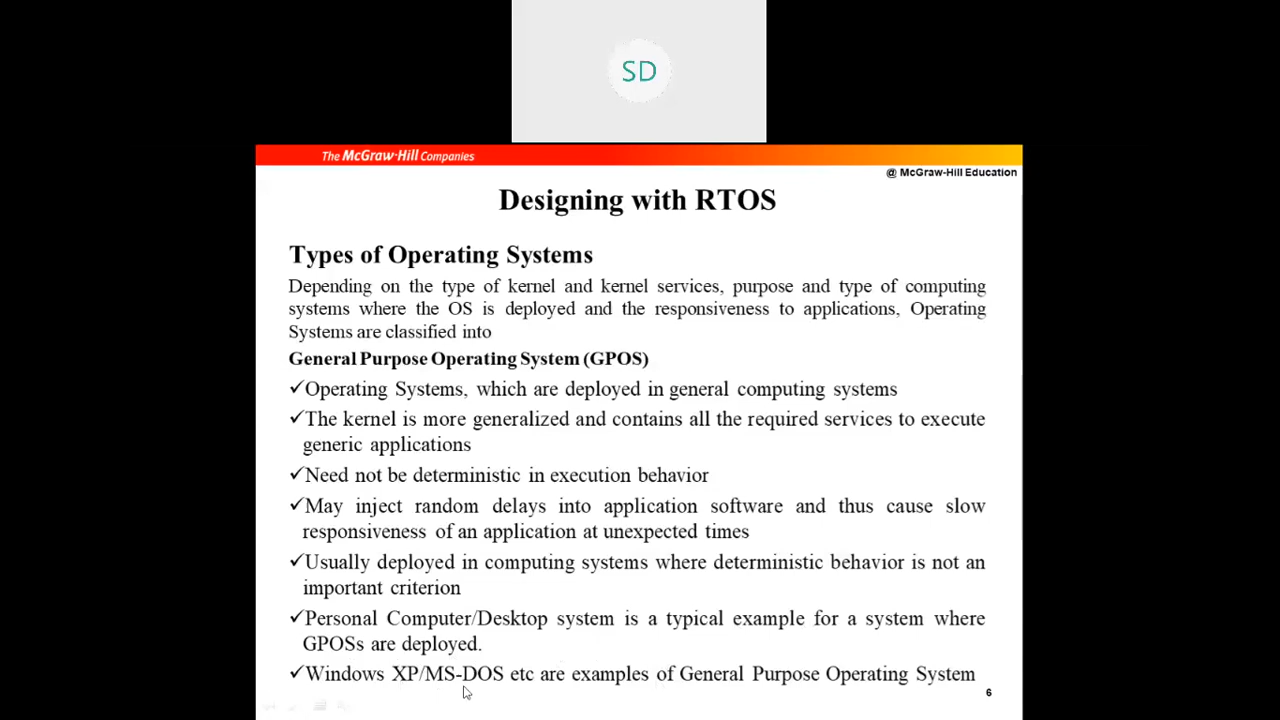 SD
The McGraw-Hill Companies
@ McGraw-Hill Education
Designing with RTOS
Types of Operating Systems
Depending on the type of kernel and kernel services, purpose and type of computing
systems where the OS is deployed and the responsiveness to applications, Operating
Systems are classified into
General Purpose Operating System (GPOS)
✓Operating Systems, which are deployed in general computing systems
✓The kernel is more generalized and contains all the required services to execute
generic applications
✓Need not be deterministic in execution behavior
✓May inject random delays into application software and thus cause slow
responsiveness of an application at unexpected times
✓Usually deployed in computing systems where deterministic behavior is not an
important criterion
✓Personal Computer/Desktop system is a typical example for a system where
GPOSs are deployed.
✓Windows XP/MS-DOS etc are examples of General Purpose Operating System
6